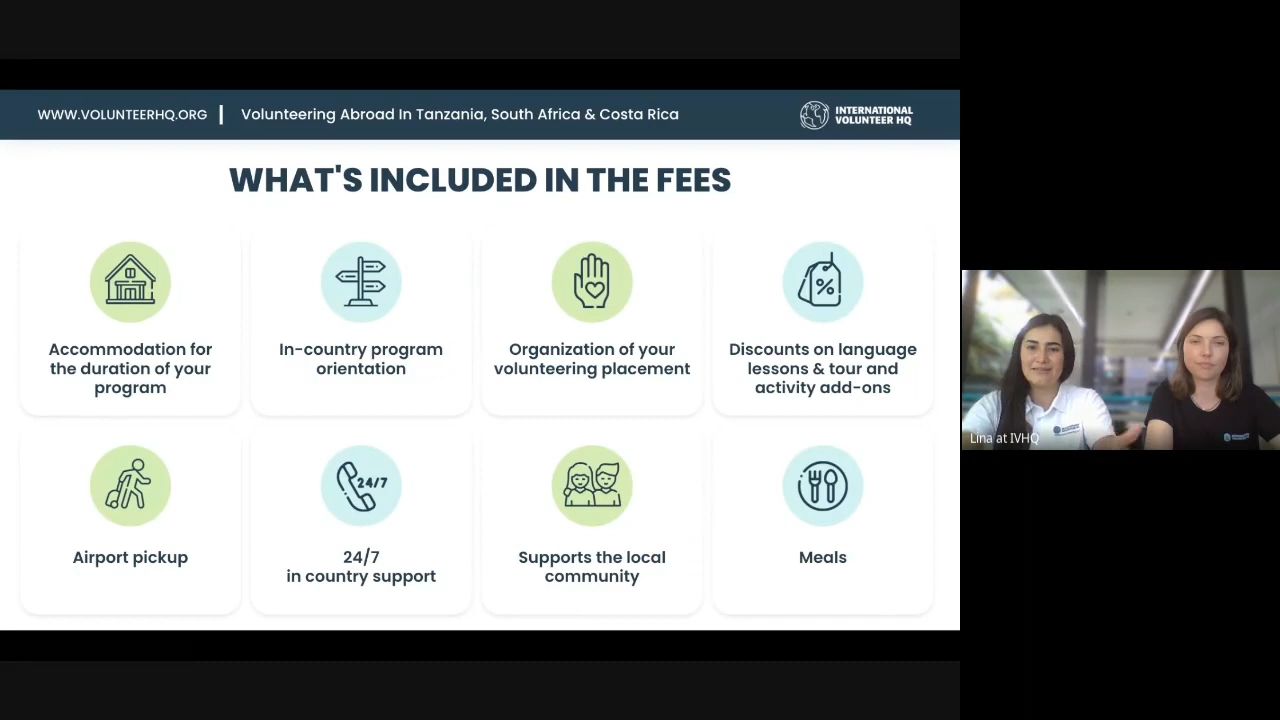 WWW.VOLUNTEERHQ.ORG | Volunteering Abroad In Tanzania, South Africa & Costa Rica
INTERNATIONAL
VOLUNTEER HQ
WHAT'S INCLUDED IN THE FEES
Accommodation for
the duration of your
program
In-country program
orientation
Organization of your
volunteering placement
%
Discounts on language
lessons & tour and
activity add-ons
Airport pickup
24/7
24/7
in country support
Supports the local
community
Meals
Lina at IVHQ